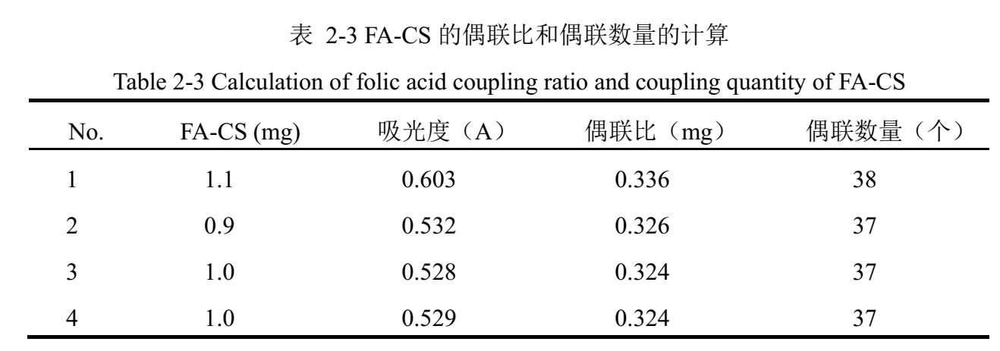 表 2-3 FA-CS 的偶联比和偶联数量的计算
Table 2-3 Calculation of folic acid coupling ratio and coupling quantity of FA-CS
No. FA-CS (mg) 吸光度（A） 偶联比（mg） 偶联数量（个）
1 1.1 0.603 0.336 38
2 0.9 0.532 0.326 37
3 1.0 0.528 0.324 37
4 1.0 0.529 0.324 37